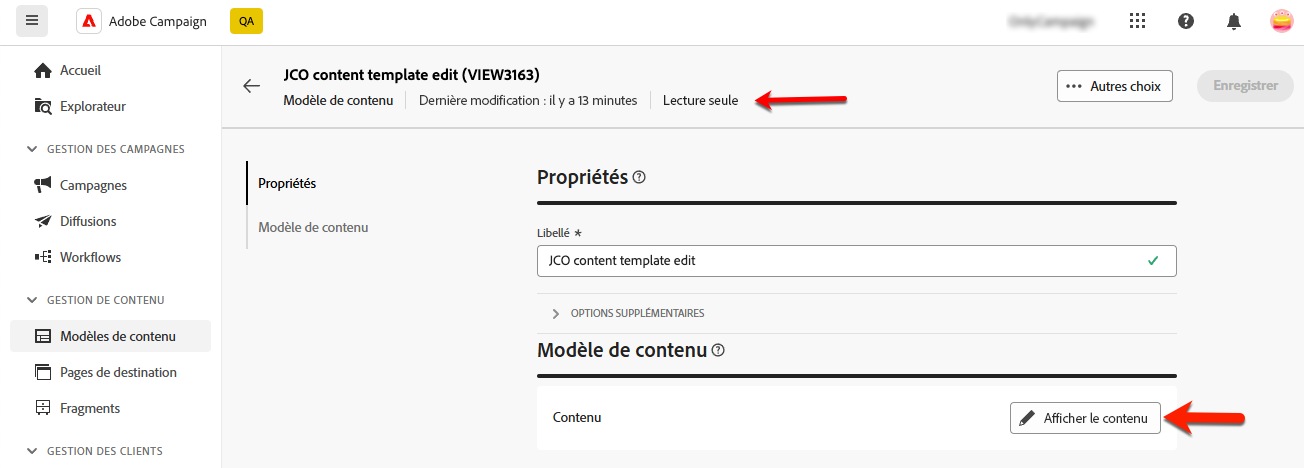 Adobe Campaign
QA
Accueil
Explorateur
GESTION DES CAMPAGNES
Campagnes
Diffusions
Workflows
GESTION DE CONTENU
Modèles de contenu
Pages de destination
Fragments
GESTION DES CLIENTS
JCO content template edit (VIEW3163)
Modèle de contenu
Dernière modification : il y a 13 minutes
Lecture seule
Autres choix
Enregistrer
Propriétés
Modèle de contenu
Propriétés
Libellé *
JCO content template edit
OPTIONS SUPPLÉMENTAIRES
Modèle de contenu
Contenu
Afficher le contenu